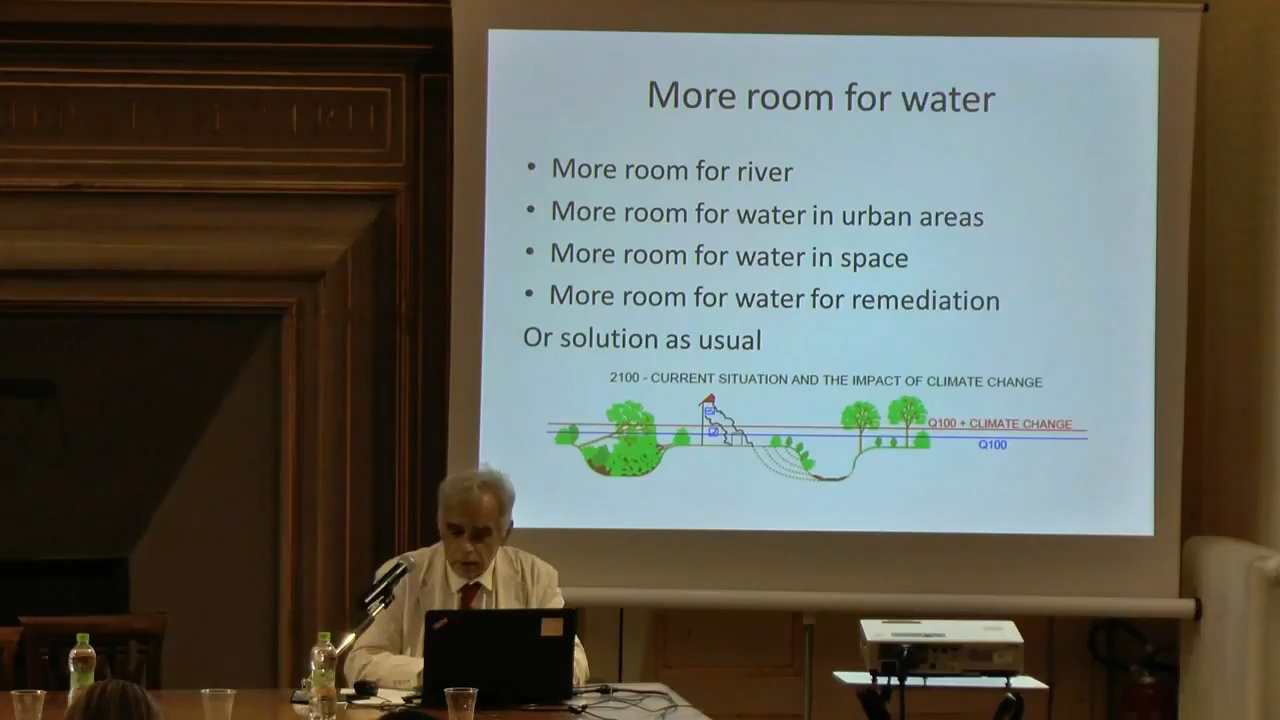 More room for water
• More room for river
• More room for water in urban areas
• More room for water in space
• More room for water for remediation
Or solution as usual
2100 - CURRENT SITUATION AND THE IMPACT OF CLIMATE CHANGE
Q100 + CLIMATE CHANGE
Q100